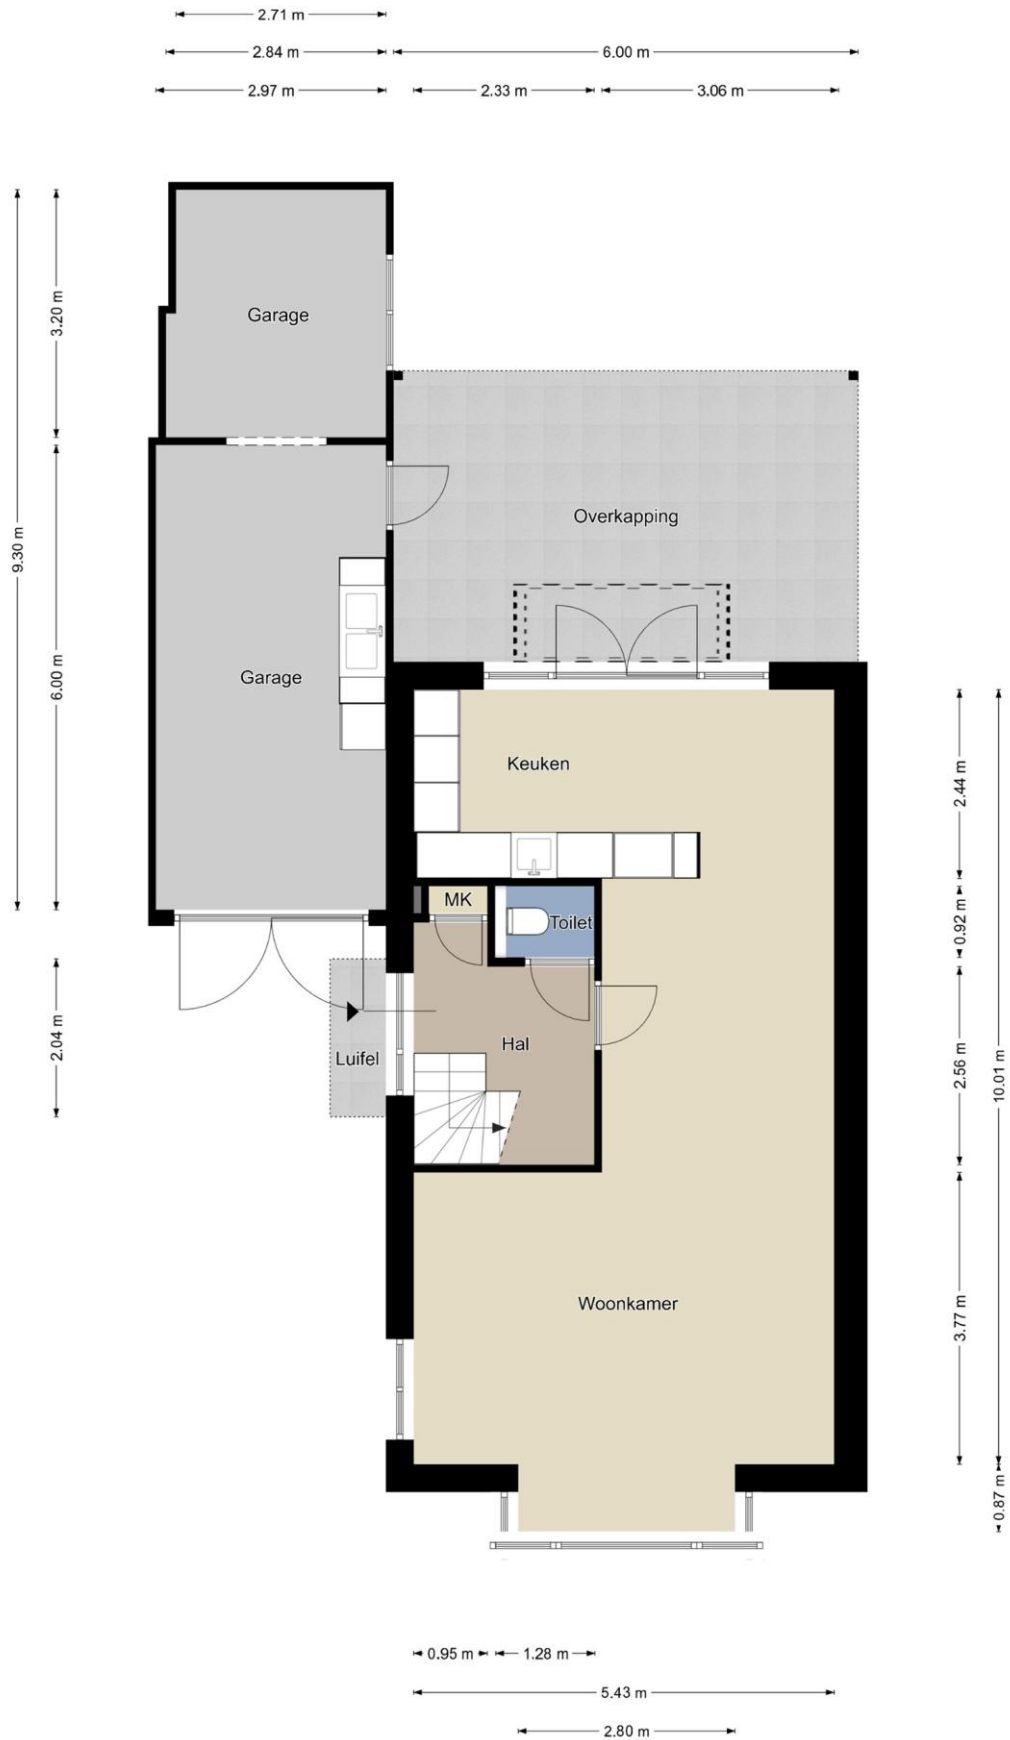 2.71 m
2.84 m
6.00 m
2.97 m
2.33 m
3.06 m
Garage
3.20 m
Overkapping
9.30 m
Garage
6.00 m
Keuken
2.44 m
MK
Toilet
0.92 m
Hal
Luifel
2.04 m
2.56 m
10.01 m
Woonkamer
3.77 m
0.87 m
0.95 m
1.28 m
5.43 m
2.80 m